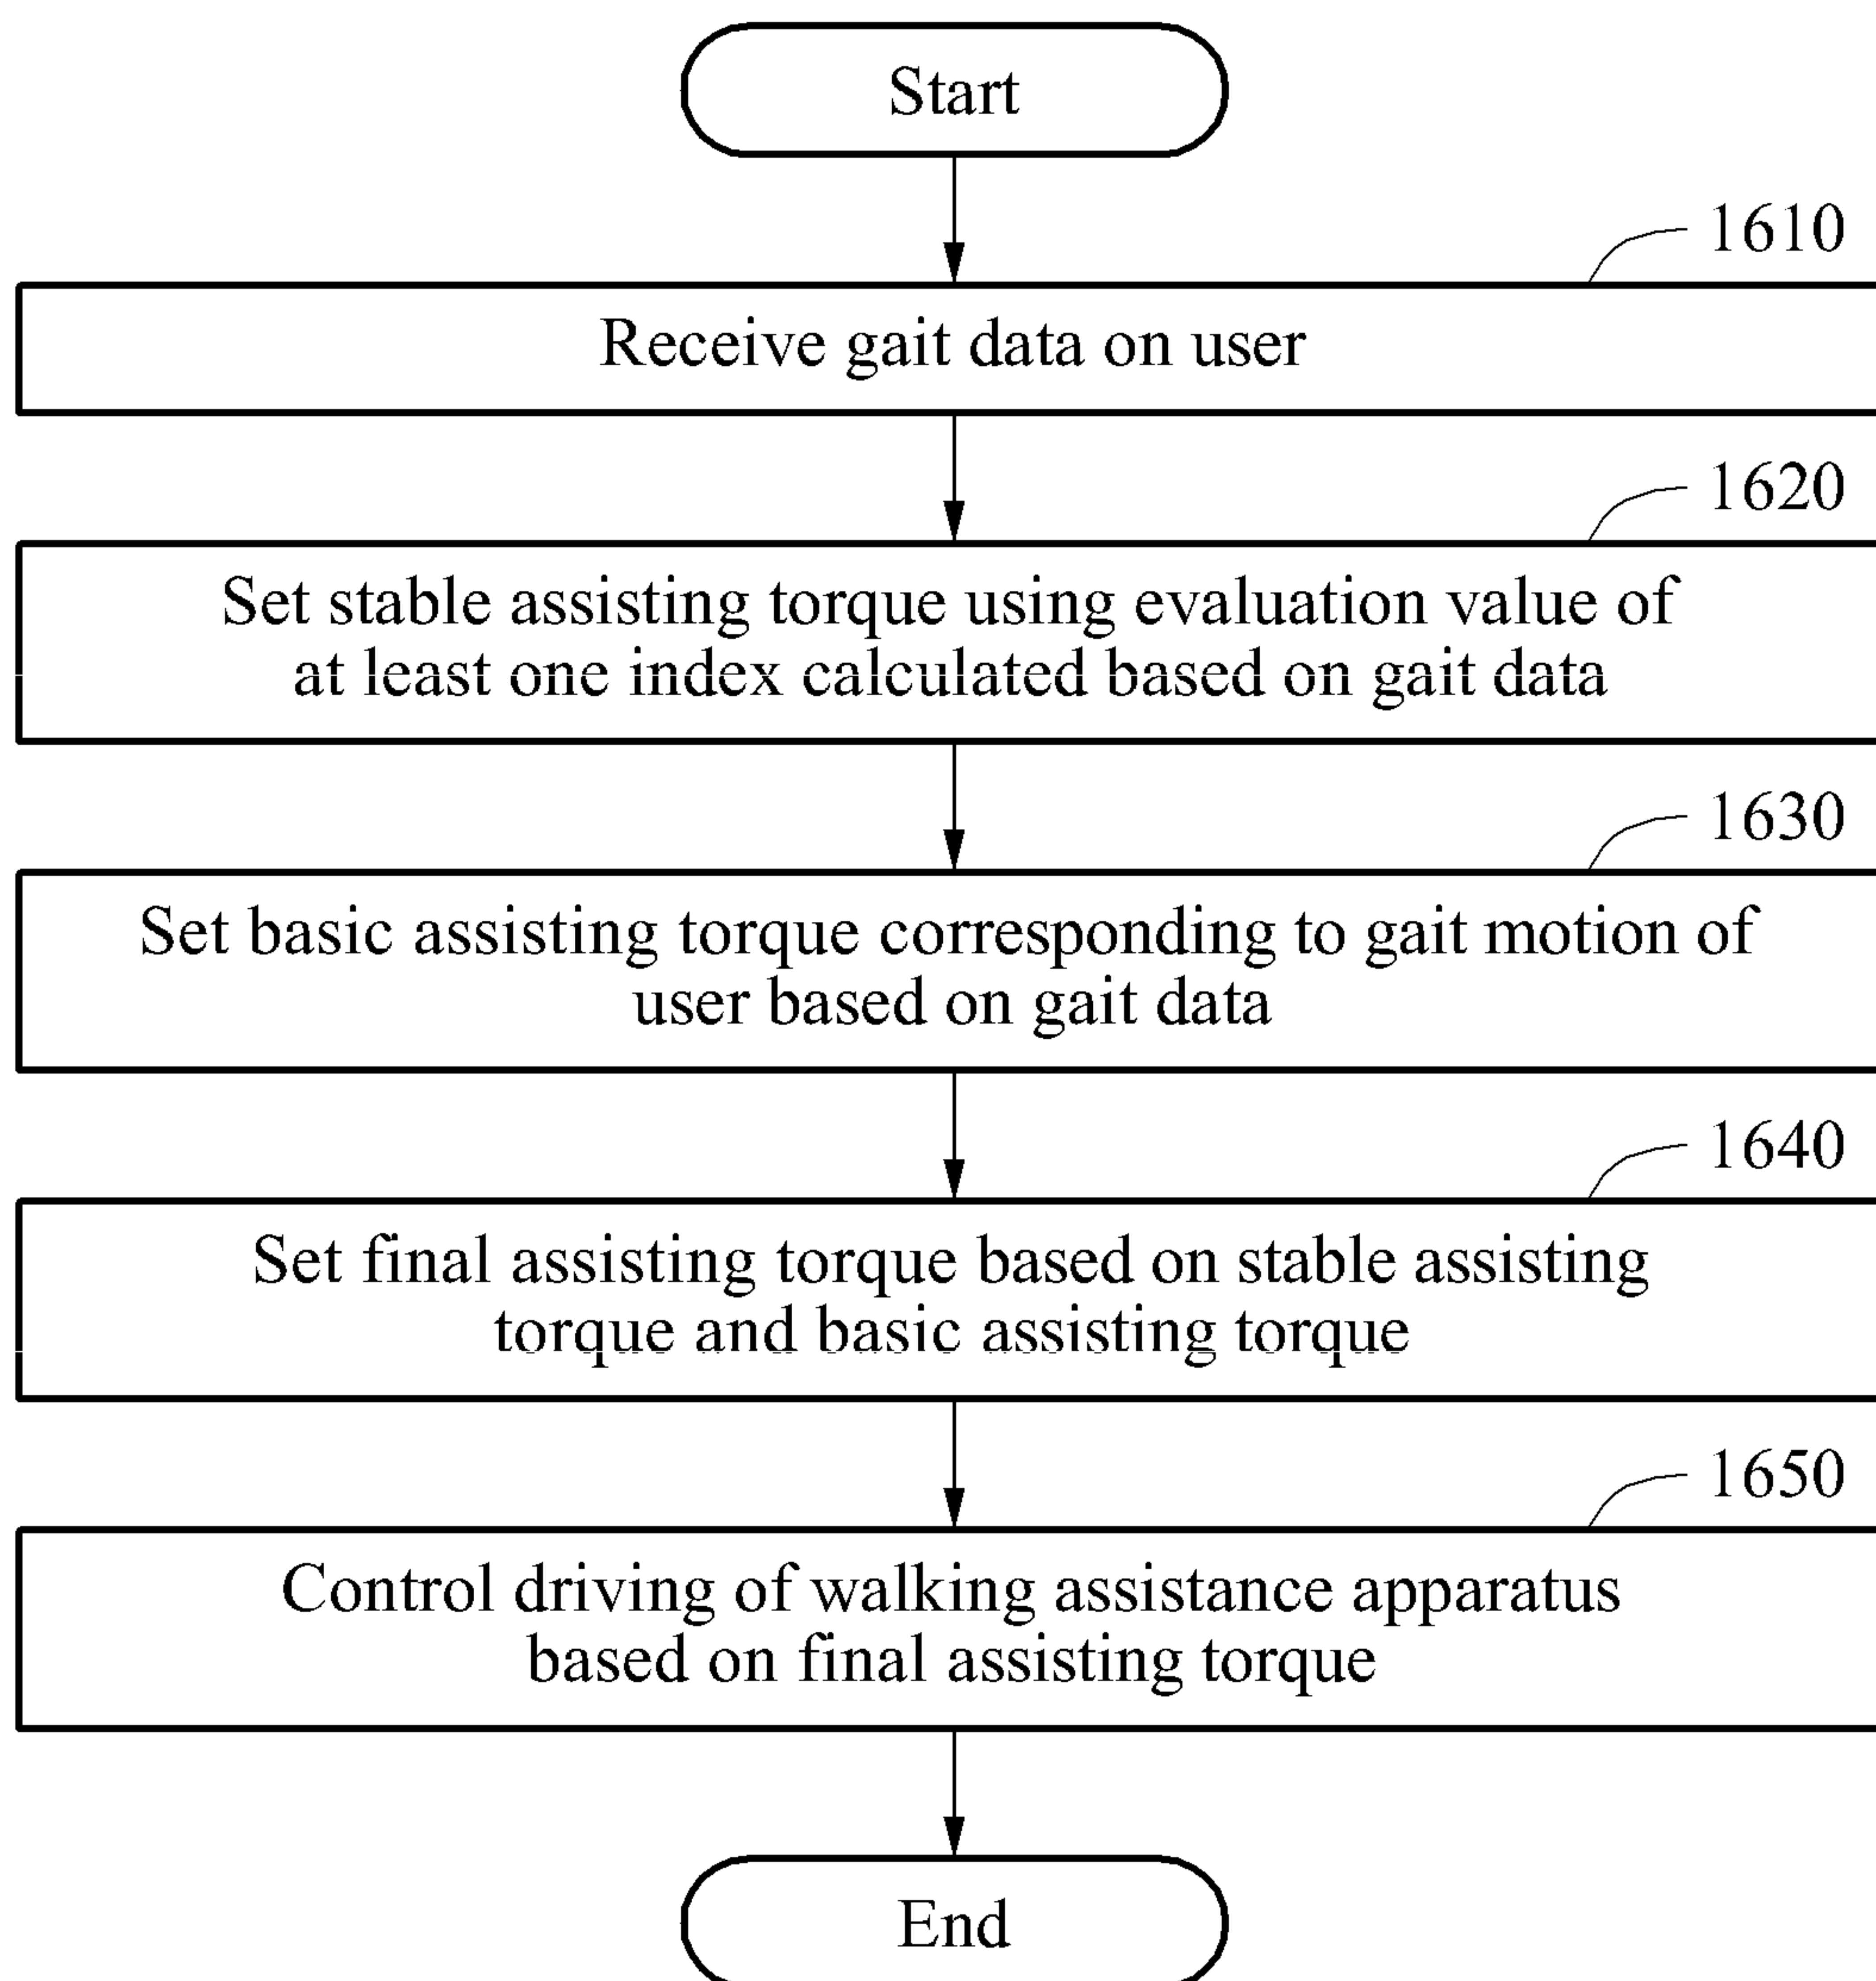 Start
1610
Receive gait data on user
1620
Set stable assisting torque using evaluation value of
at least one index calculated based on gait data
1630
Set basic assisting torque corresponding to gait motion of
user based on gait data
1640
Set final assisting torque based on stable assisting
torque and basic assisting torque
1650
Control driving of walking assistance apparatus
based on final assisting torque
End